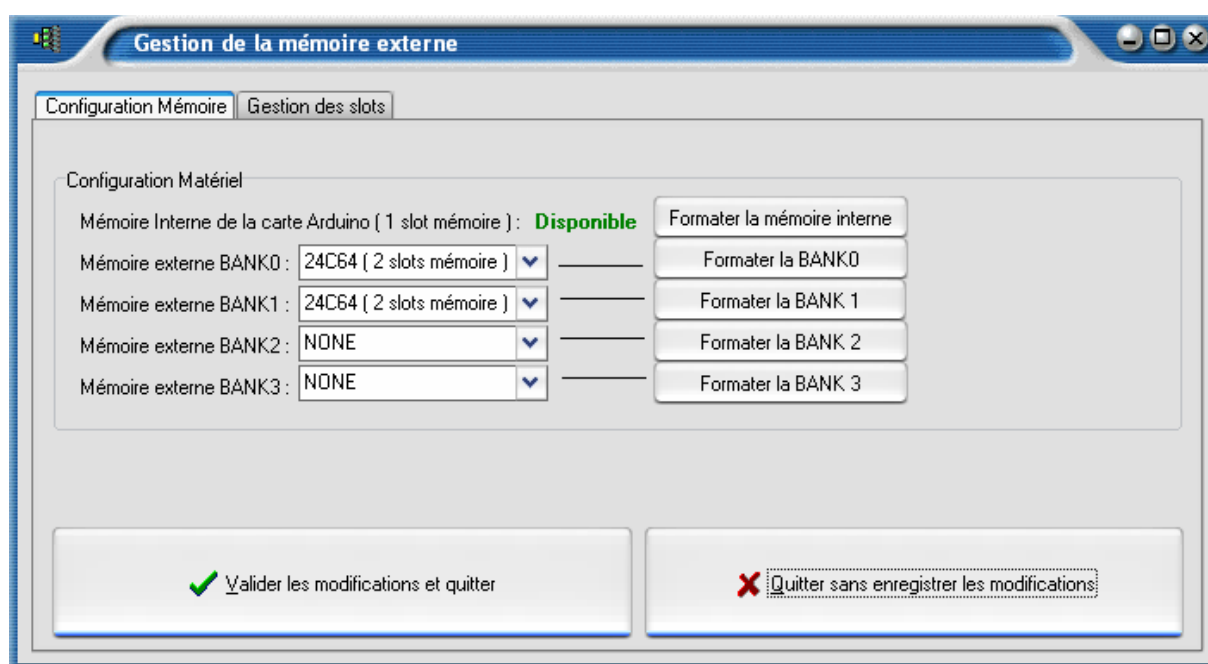 Gestion de la mémoire externe
Configuration Mémoire Gestion des slots
Configuration Matériel
Mémoire Interne de la carte Arduino ( 1 slot mémoire ) : Disponible Formater la mémoire interne
Mémoire externe BANK0 : 24C64 ( 2 slots mémoire ) Formater la BANK0
Mémoire externe BANK1 : 24C64 ( 2 slots mémoire ) Formater la BANK 1
Mémoire externe BANK2 : NONE Formater la BANK 2
Mémoire externe BANK3 : NONE Formater la BANK 3
Valider les modifications et quitter Quitter sans enregistrer les modifications